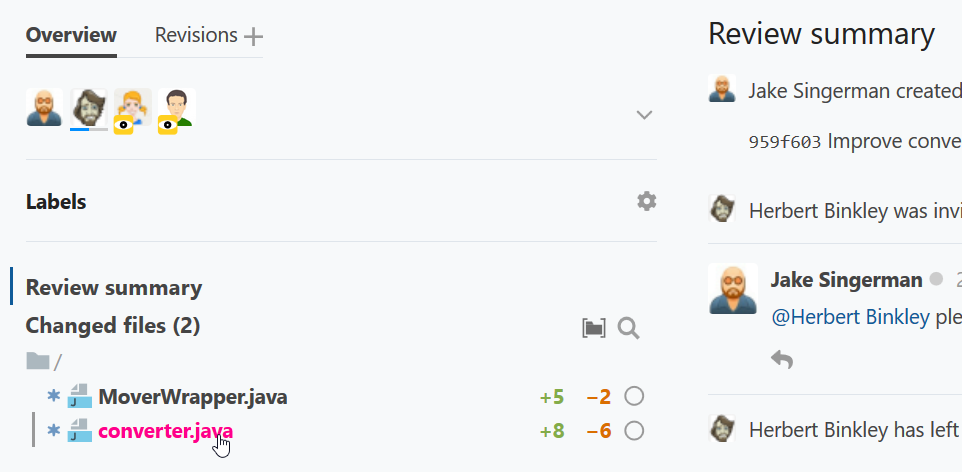 Overview Revisions
Labels
Review summary
Changed files (2)
/
MoverWrapper.java +5 −2
converter.java +8 −6
Review summary
Jake Singerman created
959f603 Improve conve
Herbert Binkley was invi
Jake Singerman 2
@Herbert Binkley ple
Herbert Binkley has left